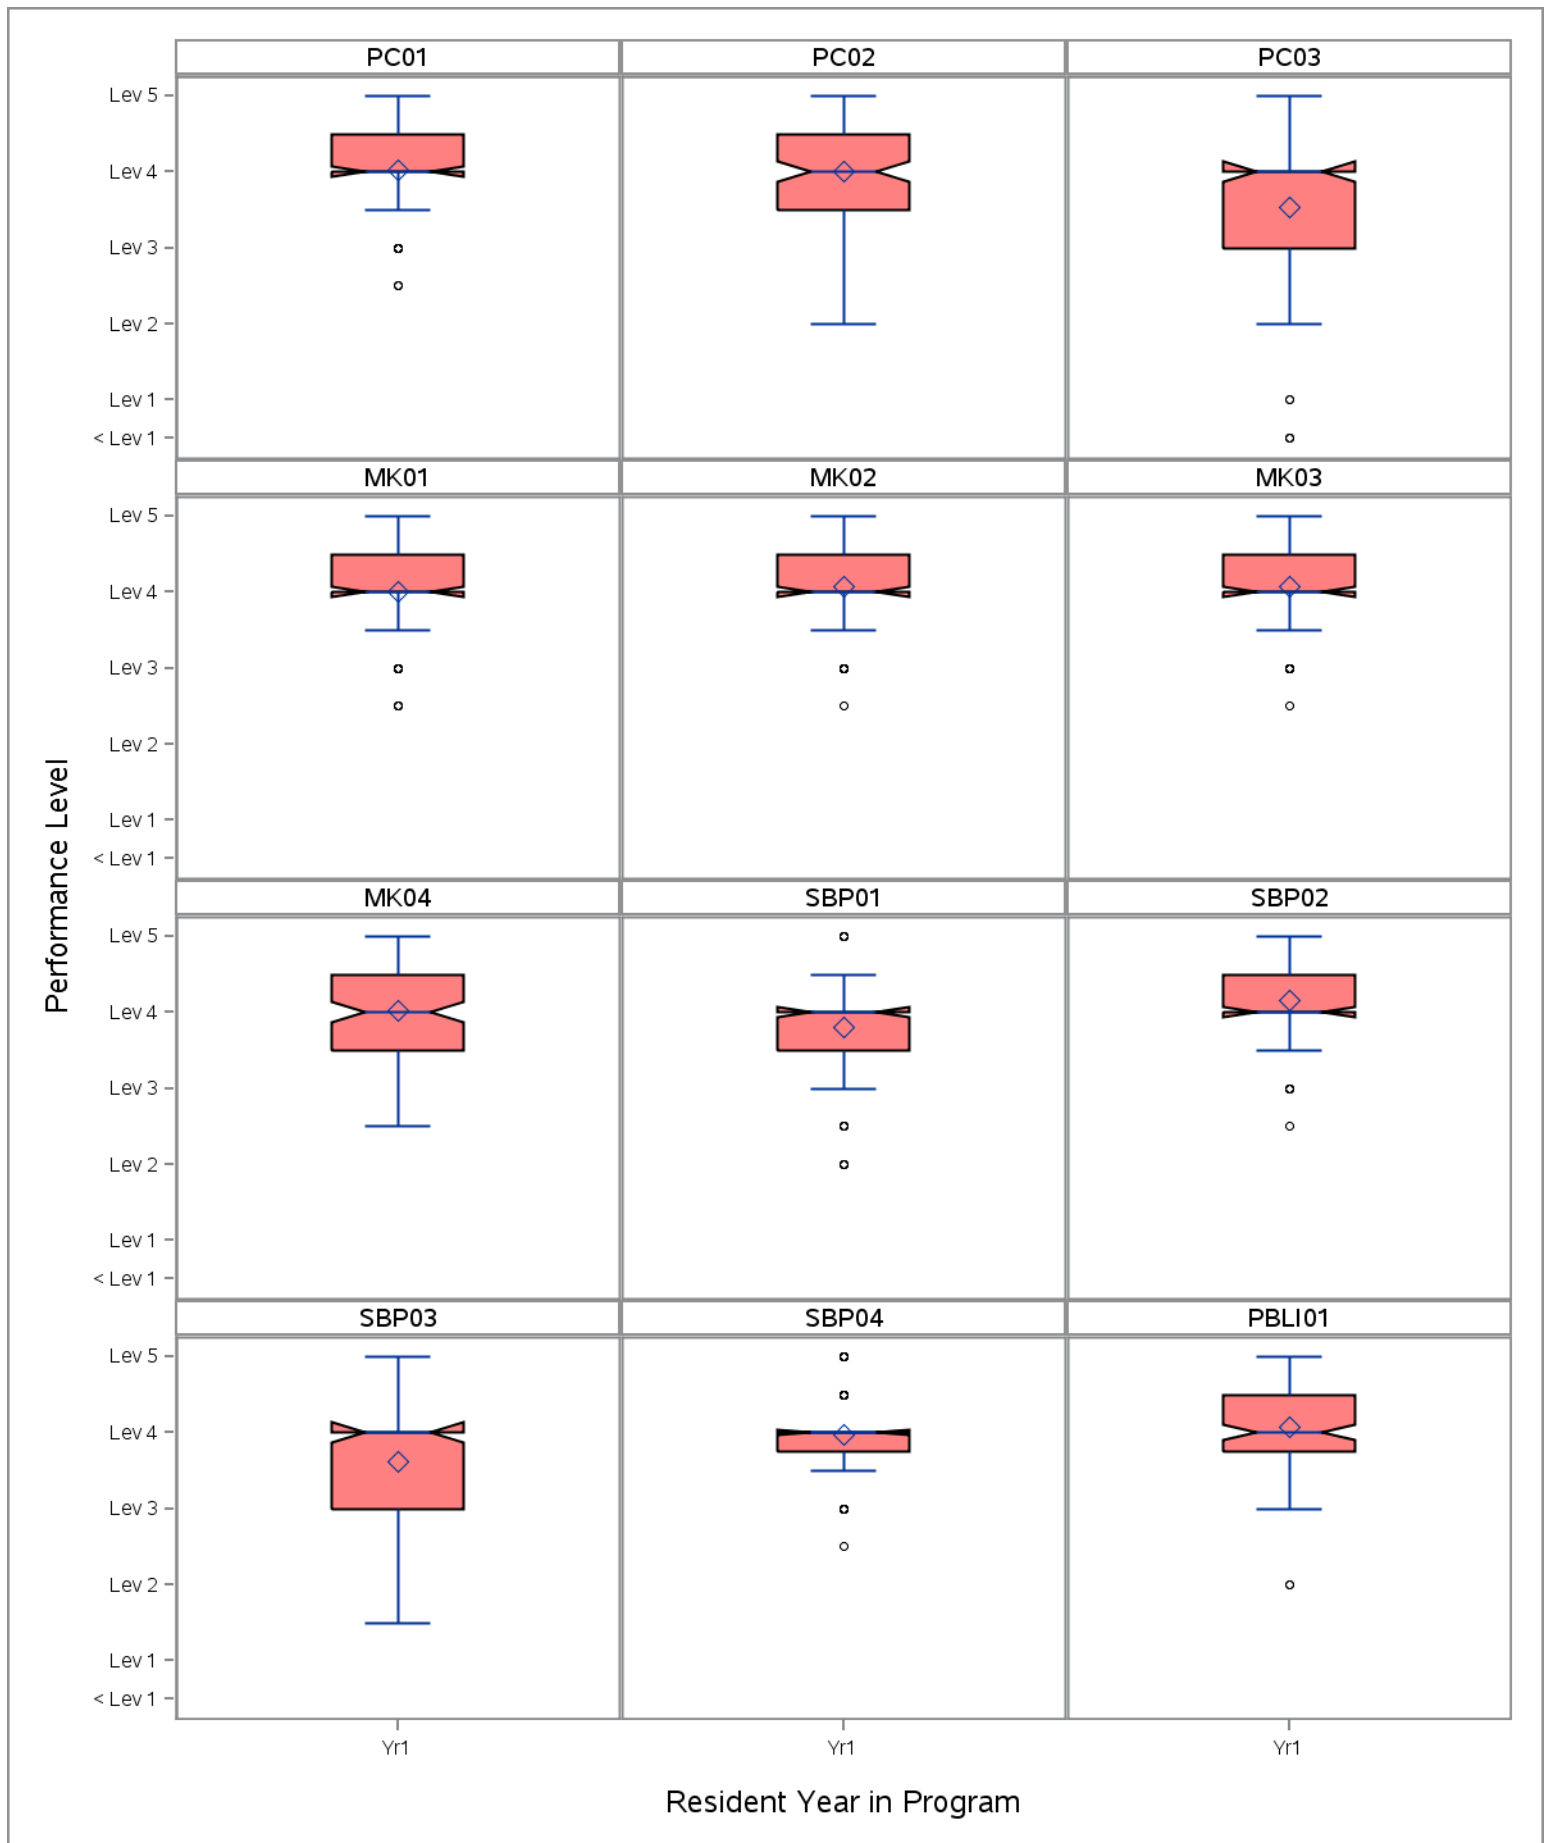 PC01 PC02 PC03
Lev 5
Lev 4
Lev 3
Lev 2
Lev 1
< Lev 1
MK01 MK02 MK03
Lev 5
Lev 4
Lev 3
Lev 2
Lev 1
< Lev 1
MK04 SBP01 SBP02
Lev 5
Lev 4
Lev 3
Lev 2
Lev 1
< Lev 1
SBP03 SBP04 PBLI01
Lev 5
Lev 4
Lev 3
Lev 2
Lev 1
< Lev 1
Performance Level
Yr1 Yr1 Yr1
Resident Year in Program